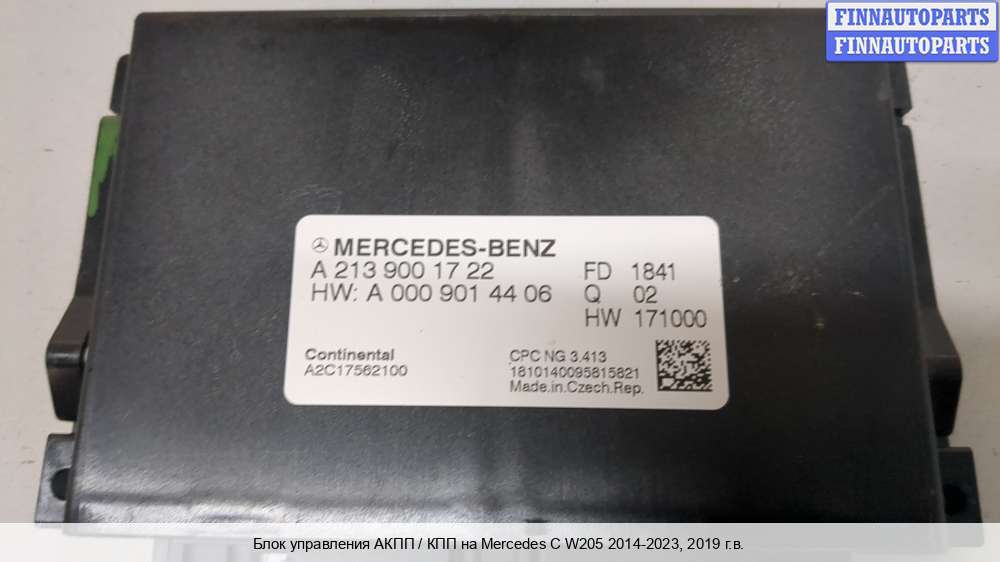 FINNAUTOPARTS
FINNAUTOPARTS
MERCEDES-BENZ
A 213 900 17 22 FD 1841
HW: A 000 901 44 06 Q 02
HW 171000
Continental CPC NG 3.413
A2C17562100 1810140095815821
Made.in.Czech.Rep.
Блок управления АКПП / КПП на Mercedes C W205 2014-2023, 2019 г.в.